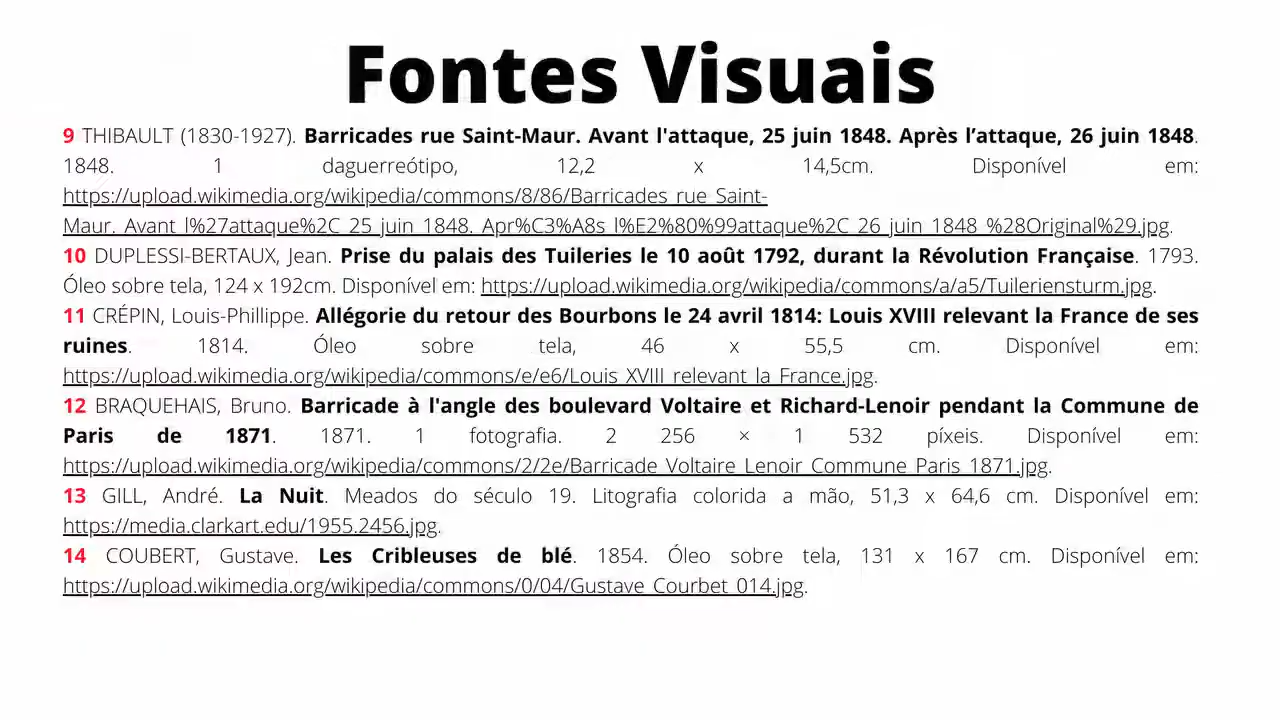 Fontes Visuais
9 THIBAULT (1830-1927). Barricades rue Saint-Maur. Avant l'attaque, 25 juin 1848. Après l’attaque, 26 juin 1848.
1848. 1 daguerreótipo, 12,2 x 14,5cm. Disponível em:
https://upload.wikimedia.org/wikipedia/commons/8/86/Barricades_rue_Saint-
Maur._Avant_l%27attaque%2C_25_juin_1848._Apr%C3%A8s_l%E2%80%99attaque%2C_26_juin_1848_%28Original%29.jpg.
10 DUPLESSI-BERTAUX, Jean. Prise du palais des Tuileries le 10 août 1792, durant la Révolution Française. 1793.
Óleo sobre tela, 124 x 192cm. Disponível em: https://upload.wikimedia.org/wikipedia/commons/a/a5/Tuileriensturm.jpg.
11 CRÉPIN, Louis-Phillippe. Allégorie du retour des Bourbons le 24 avril 1814: Louis XVIII relevant la France de ses
ruines. 1814. Óleo sobre tela, 46 x 55,5 cm. Disponível em:
https://upload.wikimedia.org/wikipedia/commons/e/e6/Louis_XVIII_relevant_la_France.jpg.
12 BRAQUEHAIS, Bruno. Barricade à l'angle des boulevard Voltaire et Richard-Lenoir pendant la Commune de
Paris de 1871. 1871. 1 fotografia. 2 256 × 1 532 píxeis. Disponível em:
https://upload.wikimedia.org/wikipedia/commons/2/2e/Barricade_Voltaire_Lenoir_Commune_Paris_1871.jpg.
13 GILL, André. La Nuit. Meados do século 19. Litografia colorida a mão, 51,3 x 64,6 cm. Disponível em:
https://media.clarkart.edu/1955.2456.jpg.
14 COUBERT, Gustave. Les Cribleuses de blé. 1854. Óleo sobre tela, 131 x 167 cm. Disponível em:
https://upload.wikimedia.org/wikipedia/commons/0/04/Gustave_Courbet_014.jpg.